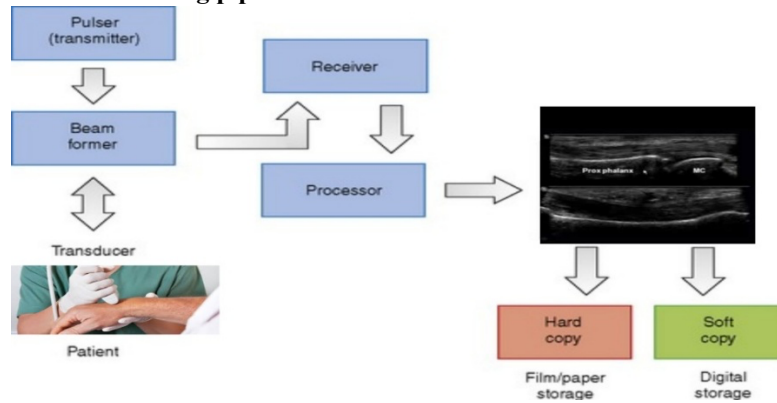 Pulser
(transmitter)
Beam
former
Transducer
Patient
Receiver
Processor
Prox phalanx
MC
Hard
copy
Film/paper
storage
Soft
copy
Digital
storage